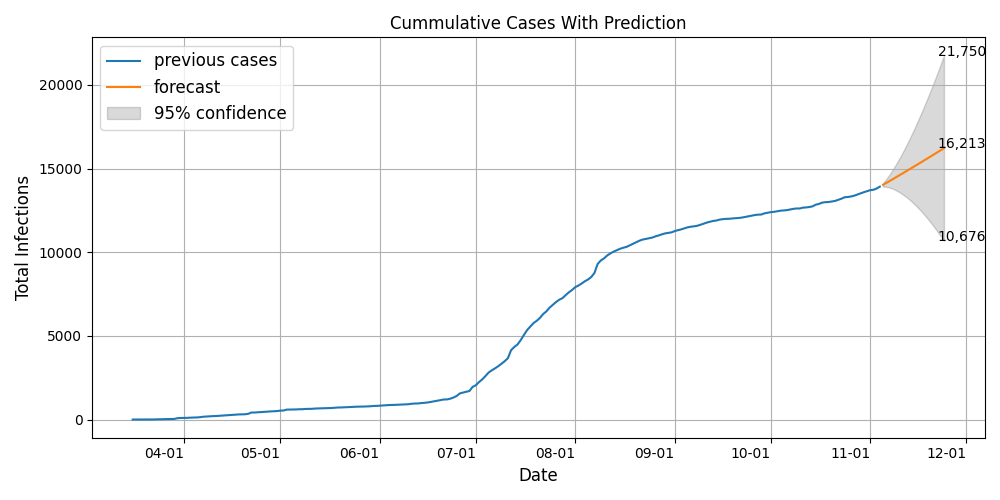 Cummulative Cases With Prediction
previous cases
forecast
95% confidence
21,750
16,213
10,676
20000
15000
10000
5000
0
Total Infections
04-01 05-01 06-01 07-01 08-01 09-01 10-01 11-01 12-01
Date